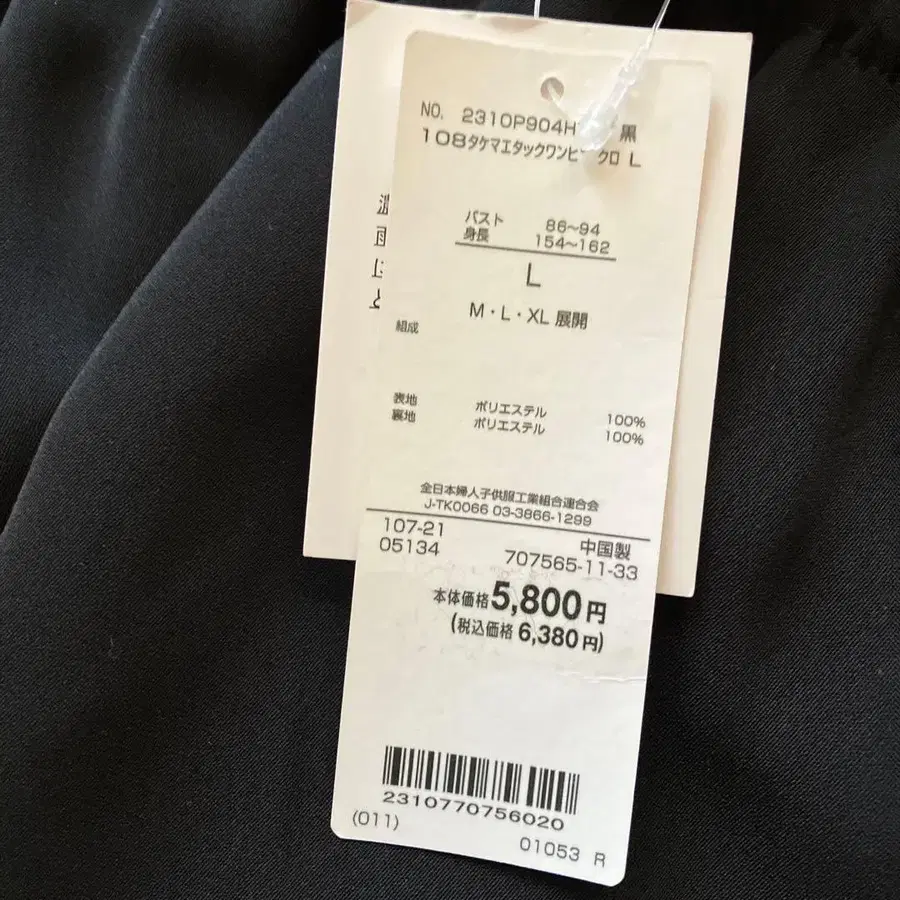 NO. 2310P904H 黒
108タケマエタックワンピー クロ L
バスト 86~94
身長 154~162
L
M・L・XL 展開
組成
表地 ポリエステル 100%
裏地 ポリエステル 100%
全日本婦人子供服工業組合連合会
J-TK0066 03-3866-1299
107-21 中国製
05134 707565-11-33
本体価格5,800円
(税込価格 6,380円)
2310770756020
(011) 01053 R